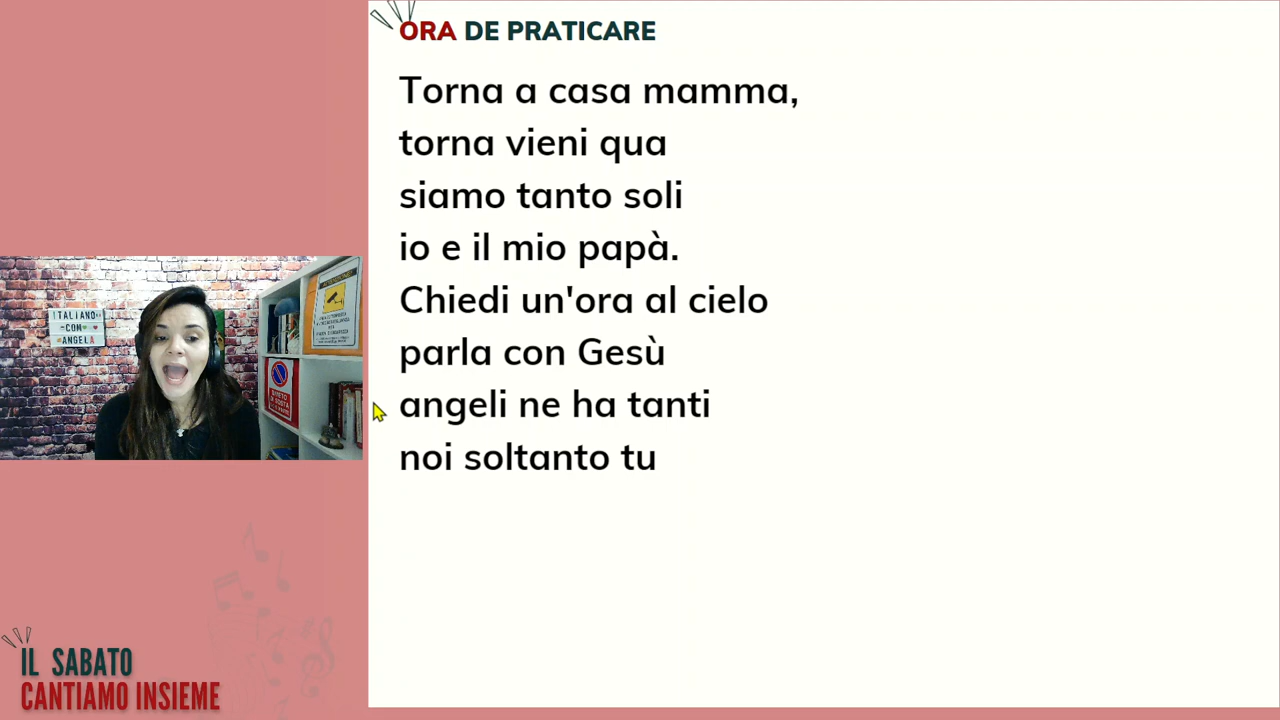 ORA DE PRATICARE
Torna a casa mamma,
torna vieni qua
siamo tanto soli
io e il mio papà.
Chiedi un'ora al cielo
parla con Gesù
angeli ne ha tanti
noi soltanto tu
ITALIANO
CON
ANGELA
IL SABATO
CANTIAMO INSIEME